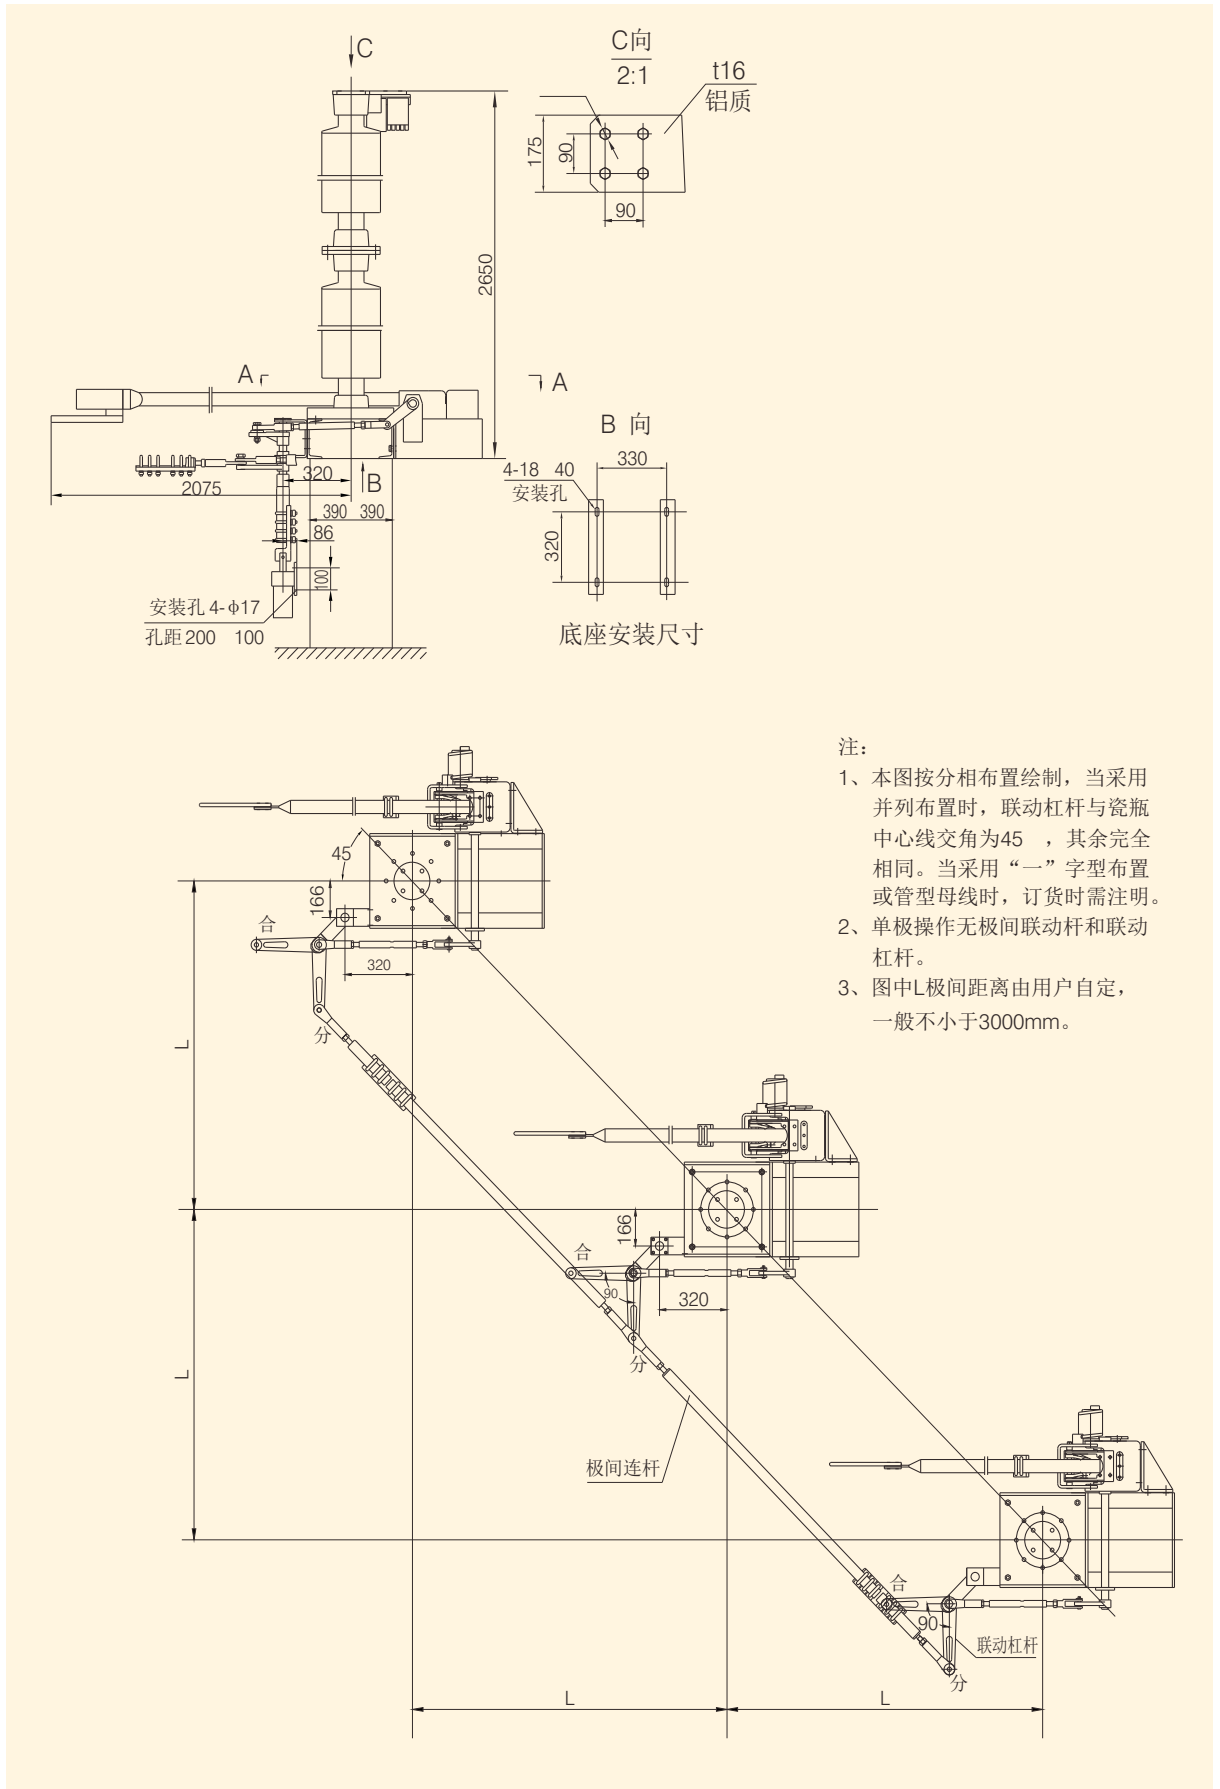 C
C向
2:1
t16
铝质
175
90
90
2650
A
A
B 向
330
4-18 40
安装孔
320
2075
320
B
390 390
86
100
安装孔 4-ф17
孔距 200 100
底座安装尺寸
注：
1、本图按分相布置绘制，当采用
并列布置时，联动杠杆与瓷瓶
中心线交角为45 ，其余完全
相同。当采用“一”字型布置
或管型母线时，订货时需注明。
2、单极操作无极间联动杆和联动
杠杆。
3、图中L极间距离由用户自定，
一般不小于3000mm。
45
166
合
320
分
L
166
合
90
320
分
L
极间连杆
合
90
联动杠杆
分
L
L